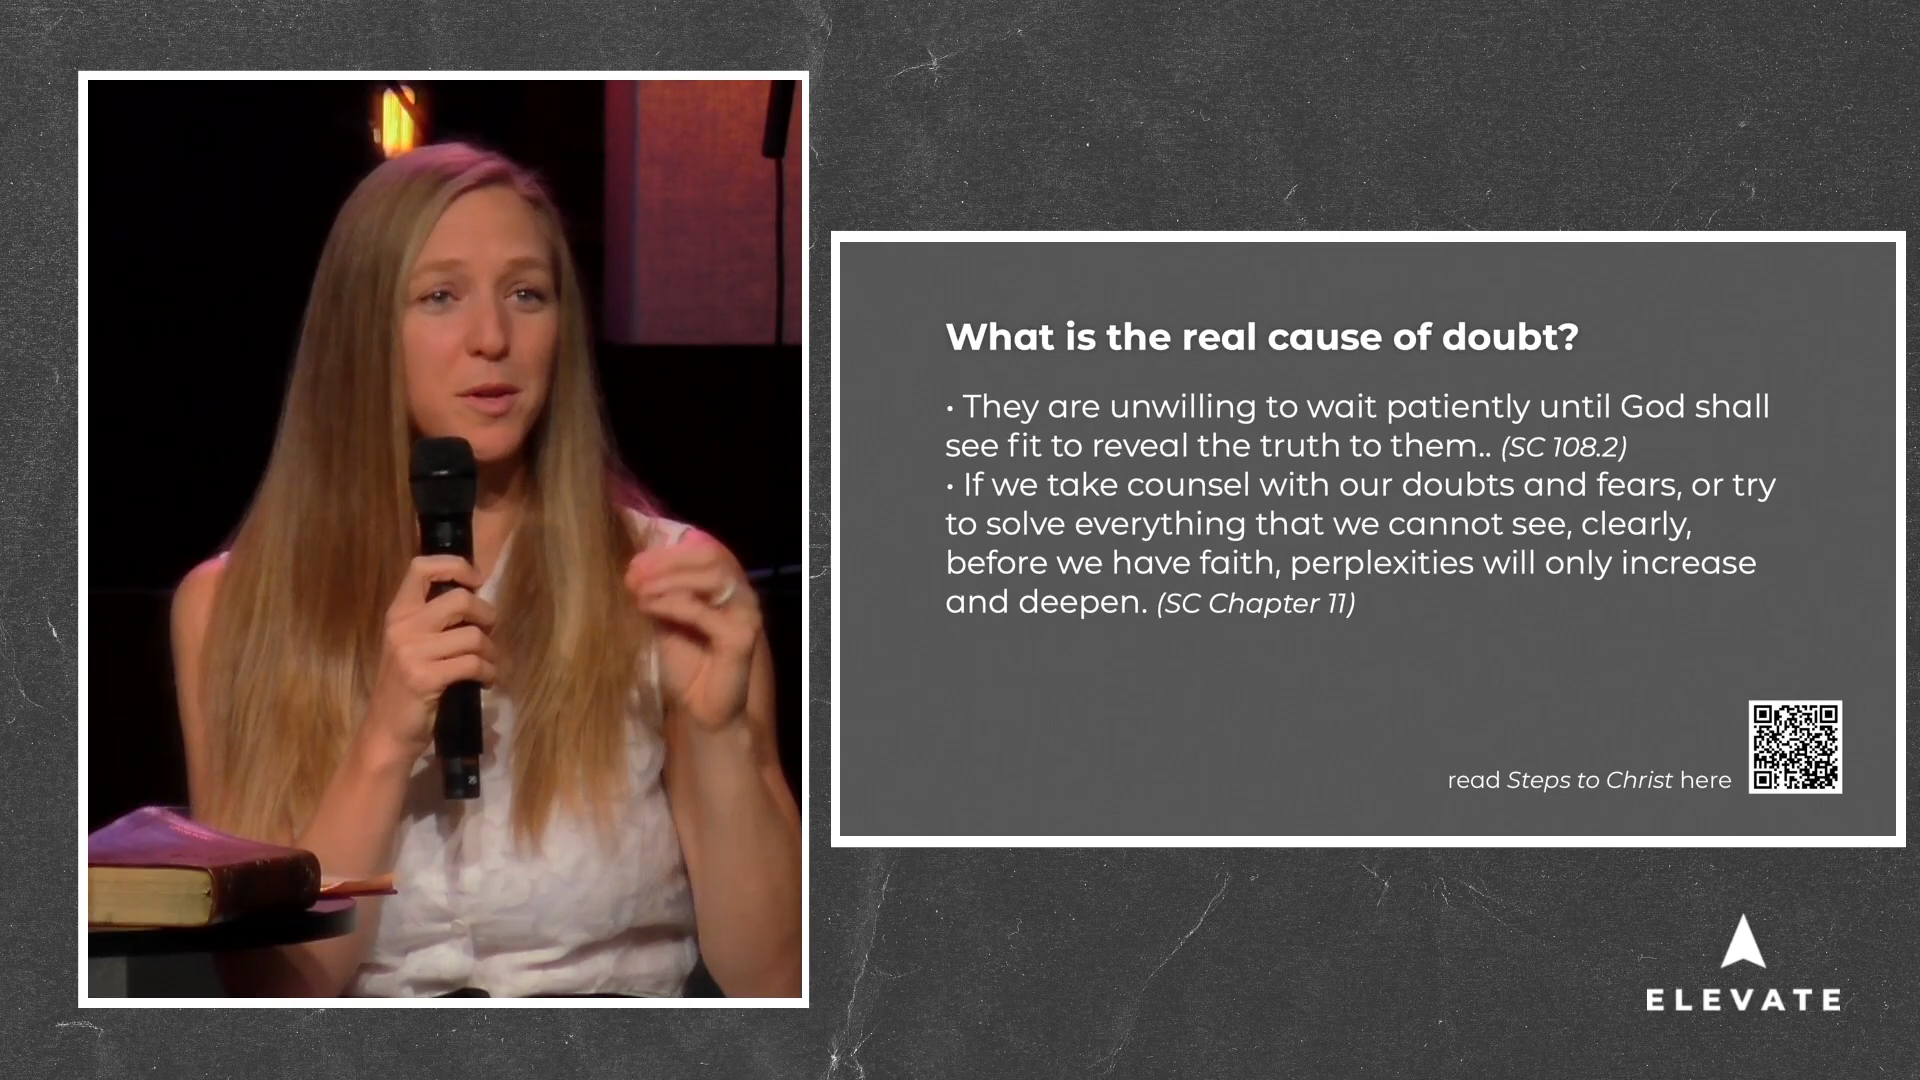 What is the real cause of doubt?
• They are unwilling to wait patiently until God shall
see fit to reveal the truth to them.. (SC 108.2)
• If we take counsel with our doubts and fears, or try
to solve everything that we cannot see, clearly,
before we have faith, perplexities will only increase
and deepen. (SC Chapter 11)
read Steps to Christ here
ELEVATE